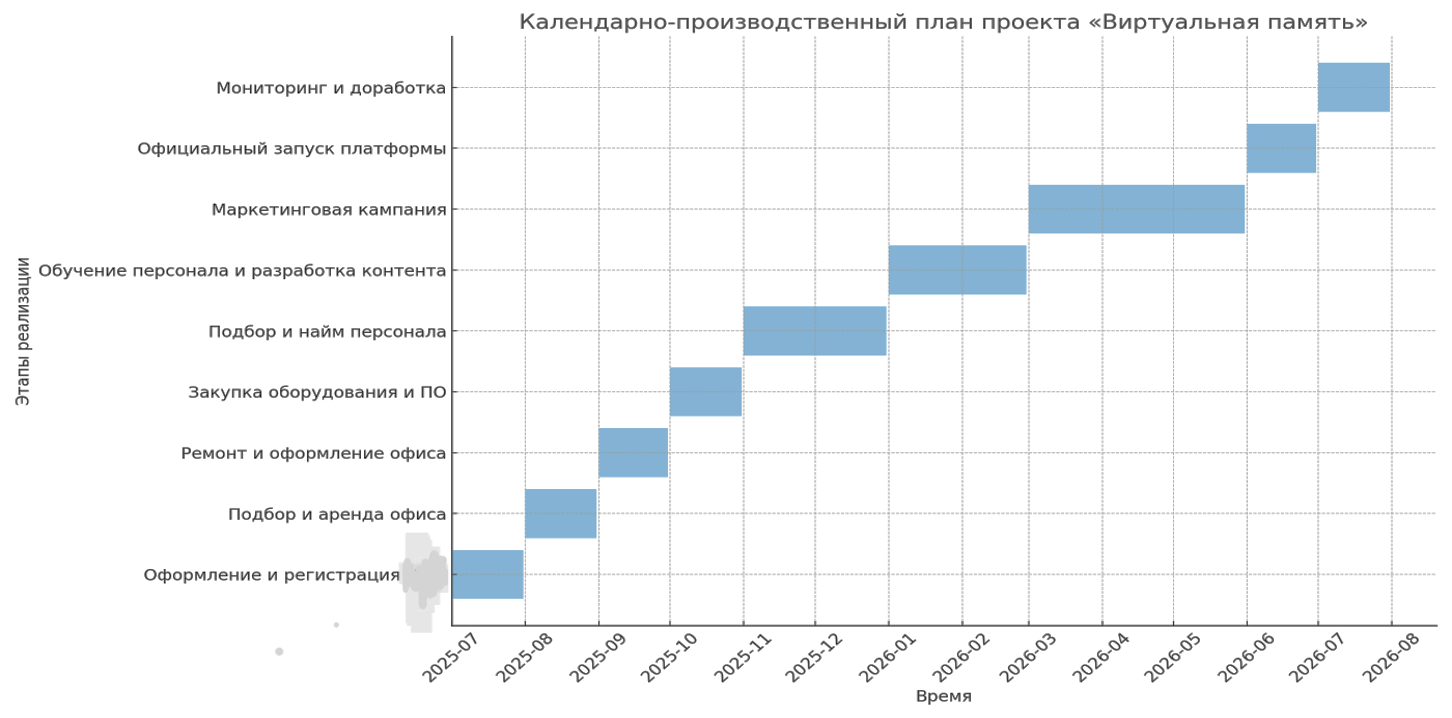 Календарно-производственный план проекта «Виртуальная память»
Этапы реализации
Мониторинг и доработка
Официальный запуск платформы
Маркетинговая кампания
Обучение персонала и разработка контента
Подбор и найм персонала
Закупка оборудования и ПО
Ремонт и оформление офиса
Подбор и аренда офиса
Оформление и регистрация
2025-07
2025-08
2025-09
2025-10
2025-11
2025-12
2026-01
2026-02
2026-03
2026-04
2026-05
2026-06
2026-07
2026-08
Время